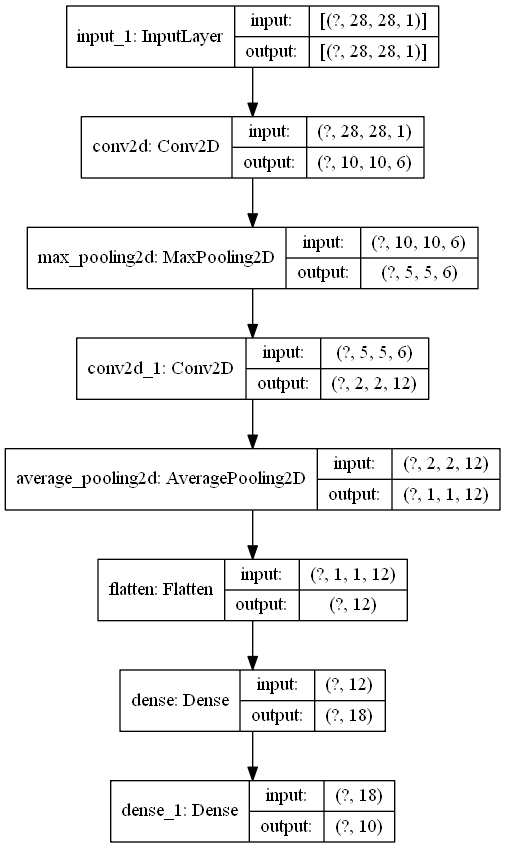 input_1: InputLayer
input: [(?, 28, 28, 1)]
output: [(?, 28, 28, 1)]
conv2d: Conv2D
input: (?, 28, 28, 1)
output: (?, 10, 10, 6)
max_pooling2d: MaxPooling2D
input: (?, 10, 10, 6)
output: (?, 5, 5, 6)
conv2d_1: Conv2D
input: (?, 5, 5, 6)
output: (?, 2, 2, 12)
average_pooling2d: AveragePooling2D
input: (?, 2, 2, 12)
output: (?, 1, 1, 12)
flatten: Flatten
input: (?, 1, 1, 12)
output: (?, 12)
dense: Dense
input: (?, 12)
output: (?, 18)
dense_1: Dense
input: (?, 18)
output: (?, 10)